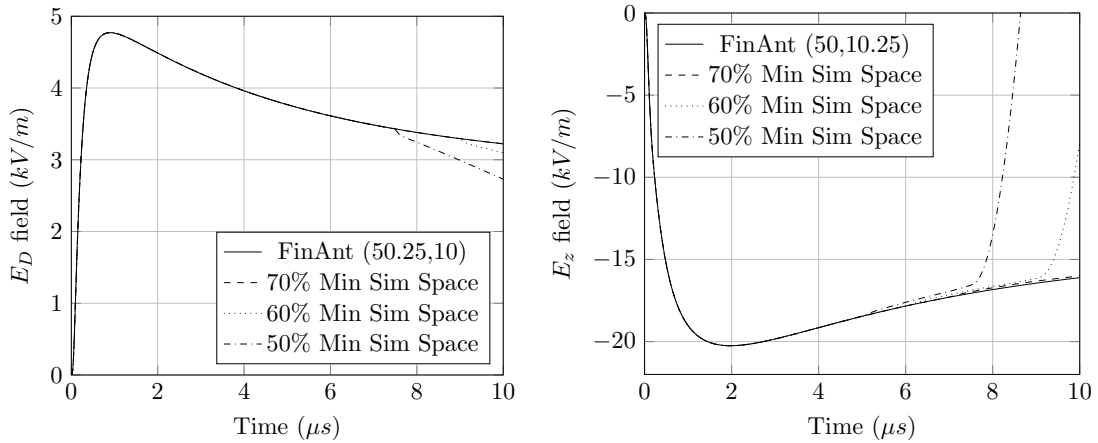 5
4
3
2
1
0
0
2
4
6
8
10
E_D field (kV/m)
Time (μs)
FinAnt (50.25,10)
70% Min Sim Space
60% Min Sim Space
50% Min Sim Space
0
−5
−10
−15
−20
0
2
4
6
8
10
E_z field (kV/m)
Time (μs)
FinAnt (50,10.25)
70% Min Sim Space
60% Min Sim Space
50% Min Sim Space